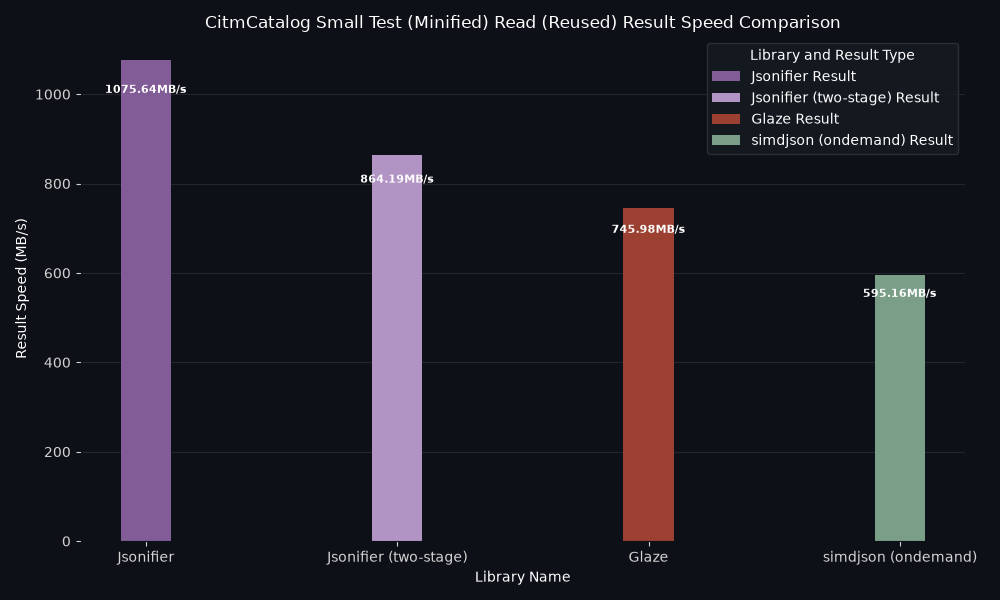 CitmCatalog Small Test (Minified) Read (Reused) Result Speed Comparison
Library and Result Type
Jsonifier Result
Jsonifier (two-stage) Result
Glaze Result
simdjson (ondemand) Result
Result Speed (MB/s)
1000
800
600
400
200
0
1075.64MB/s
864.19MB/s
745.98MB/s
595.16MB/s
Jsonifier
Jsonifier (two-stage)
Glaze
simdjson (ondemand)
Library Name